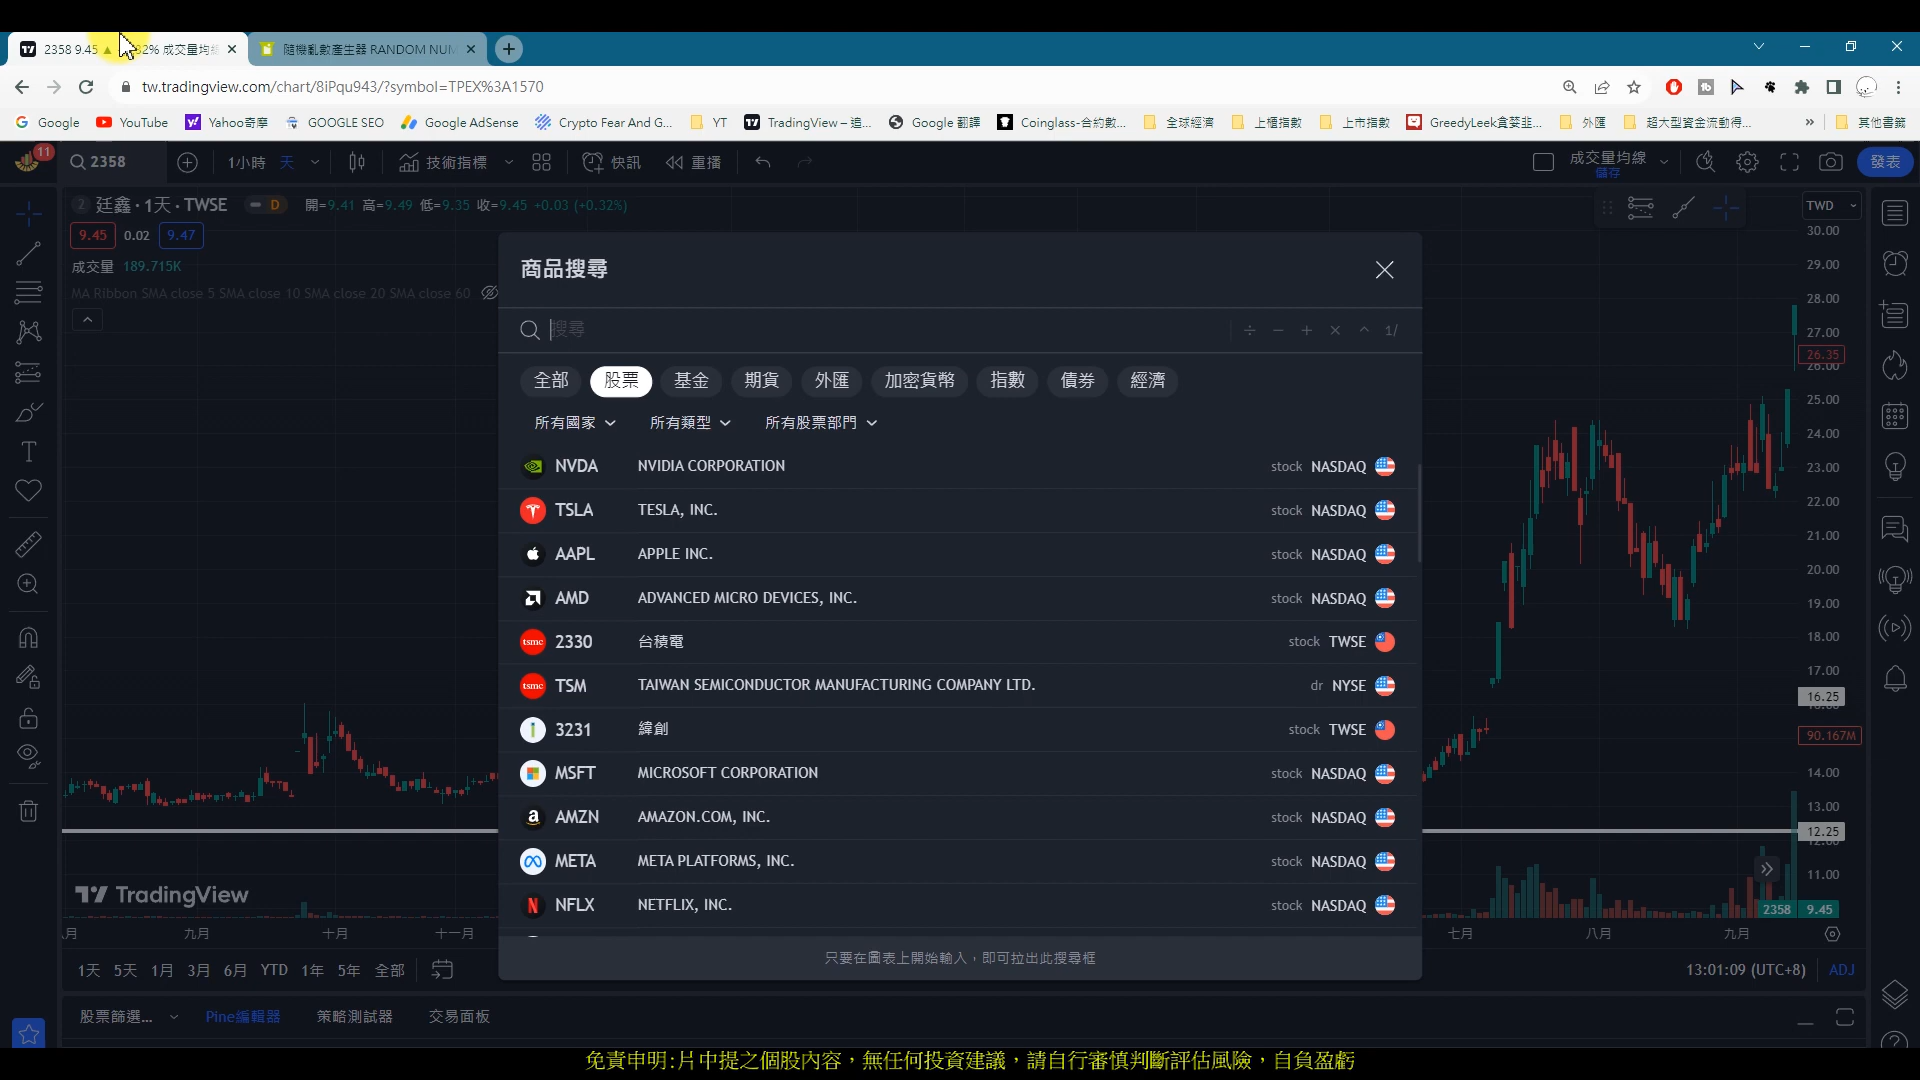 2358 9.45 ▲ 32% 成交量均線
隨機亂數產生器 RANDOM NUM
tw.tradingview.com/chart/8iPqu943/?symbol=TPEX%3A1570
Google YouTube Yahoo奇摩 GOOGLE SEO Google AdSense Crypto Fear And G... YT TradingView – 追... Google 翻譯 Coinglass-合約數... 全球經濟 上櫃指數 上市指數 GreedyLeek貪婪韭... 外匯 超大型資金流動得... » 其他書籤
11 2358 1小時 天 技術指標 快訊 重播 成交量均線 儲存 發表
2 廷鑫 · 1天 · TWSE D 開=9.41 高=9.49 低=9.35 收=9.45 +0.03 (+0.32%) TWD
9.45 0.02 9.47
成交量 189.715K
MA Ribbon SMA close 5 SMA close 10 SMA close 20 SMA close 60
商品搜尋
搜尋 ÷ − + × ^ 1/
全部 股票 基金 期貨 外匯 加密貨幣 指數 債券 經濟
所有國家 所有類型 所有股票部門
NVDA NVIDIA CORPORATION stock NASDAQ
TSLA TESLA, INC. stock NASDAQ
AAPL APPLE INC. stock NASDAQ
AMD ADVANCED MICRO DEVICES, INC. stock NASDAQ
tsmc 2330 台積電 stock TWSE
tsmc TSM TAIWAN SEMICONDUCTOR MANUFACTURING COMPANY LTD. dr NYSE
3231 緯創 stock TWSE
MSFT MICROSOFT CORPORATION stock NASDAQ
AMZN AMAZON.COM, INC. stock NASDAQ
META META PLATFORMS, INC. stock NASDAQ
NFLX NETFLIX, INC. stock NASDAQ
只要在圖表上開始輸入，即可拉出此搜尋框
30.00
29.00
28.00
27.00
26.35
26.00
25.00
24.00
23.00
22.00
21.00
20.00
19.00
18.00
17.00
16.25
90.167M
14.00
13.00
12.25
12.00
11.00
2358 9.45
TradingView
月 九月 十月 十一月 七月 八月 九月
1天 5天 1月 3月 6月 YTD 1年 5年 全部 13:01:09 (UTC+8) ADJ
股票篩選... Pine編輯器 策略測試器 交易面板
免責申明:片中提之個股內容，無任何投資建議，請自行審慎判斷評估風險，自負盈虧